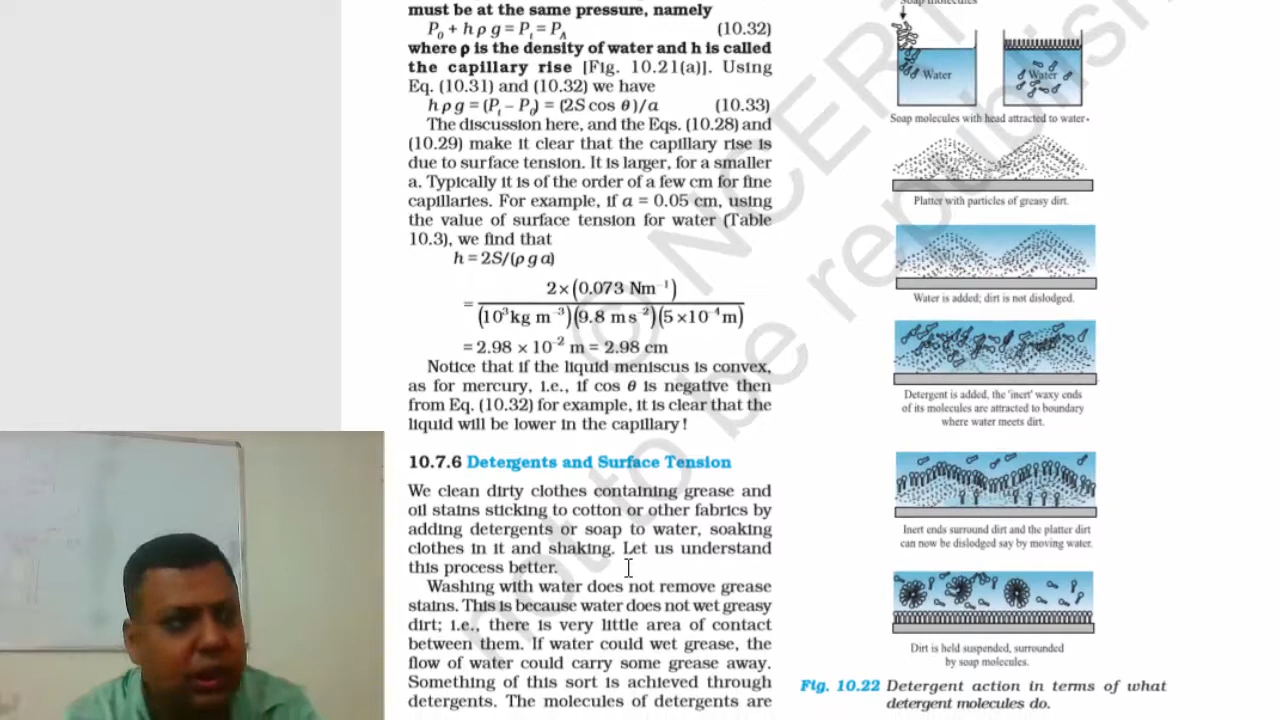 must be at the same pressure, namely
P₀ + h ρ g = Pᵢ = P_A (10.32)
where ρ is the density of water and h is called
the capillary rise [Fig. 10.21(a)]. Using
Eq. (10.31) and (10.32) we have
h ρ g = (Pᵢ – P₀) = (2S cos θ)/a (10.33)
The discussion here, and the Eqs. (10.28) and
(10.29) make it clear that the capillary rise is
due to surface tension. It is larger, for a smaller
a. Typically it is of the order of a few cm for fine
capillaries. For example, if a = 0.05 cm, using
the value of surface tension for water (Table
10.3), we find that
h = 2S/(ρ g a)
= 2×(0.073 Nm⁻¹)
(10³kg m⁻³)(9.8 ms⁻²)(5×10⁻⁴m)
= 2.98 × 10⁻² m = 2.98 cm
Notice that if the liquid meniscus is convex,
as for mercury, i.e., if cos θ is negative then
from Eq. (10.32) for example, it is clear that the
liquid will be lower in the capillary !
10.7.6 Detergents and Surface Tension
We clean dirty clothes containing grease and
oil stains sticking to cotton or other fabrics by
adding detergents or soap to water, soaking
clothes in it and shaking. Let us understand
this process better.
Washing with water does not remove grease
stains. This is because water does not wet greasy
dirt; i.e., there is very little area of contact
between them. If water could wet grease, the
flow of water could carry some grease away.
Something of this sort is achieved through
detergents. The molecules of detergents are
Soap molecules
Water
Water
Soap molecules with head attracted to water.
Platter with particles of greasy dirt.
Water is added; dirt is not dislodged.
Detergent is added, the 'inert' waxy ends
of its molecules are attracted to boundary
where water meets dirt.
Inert ends surround dirt and the platter dirt
can now be dislodged say by moving water.
Dirt is held suspended, surrounded
by soap molecules.
Fig. 10.22 Detergent action in terms of what
detergent molecules do.
© NCERT
not to be republish